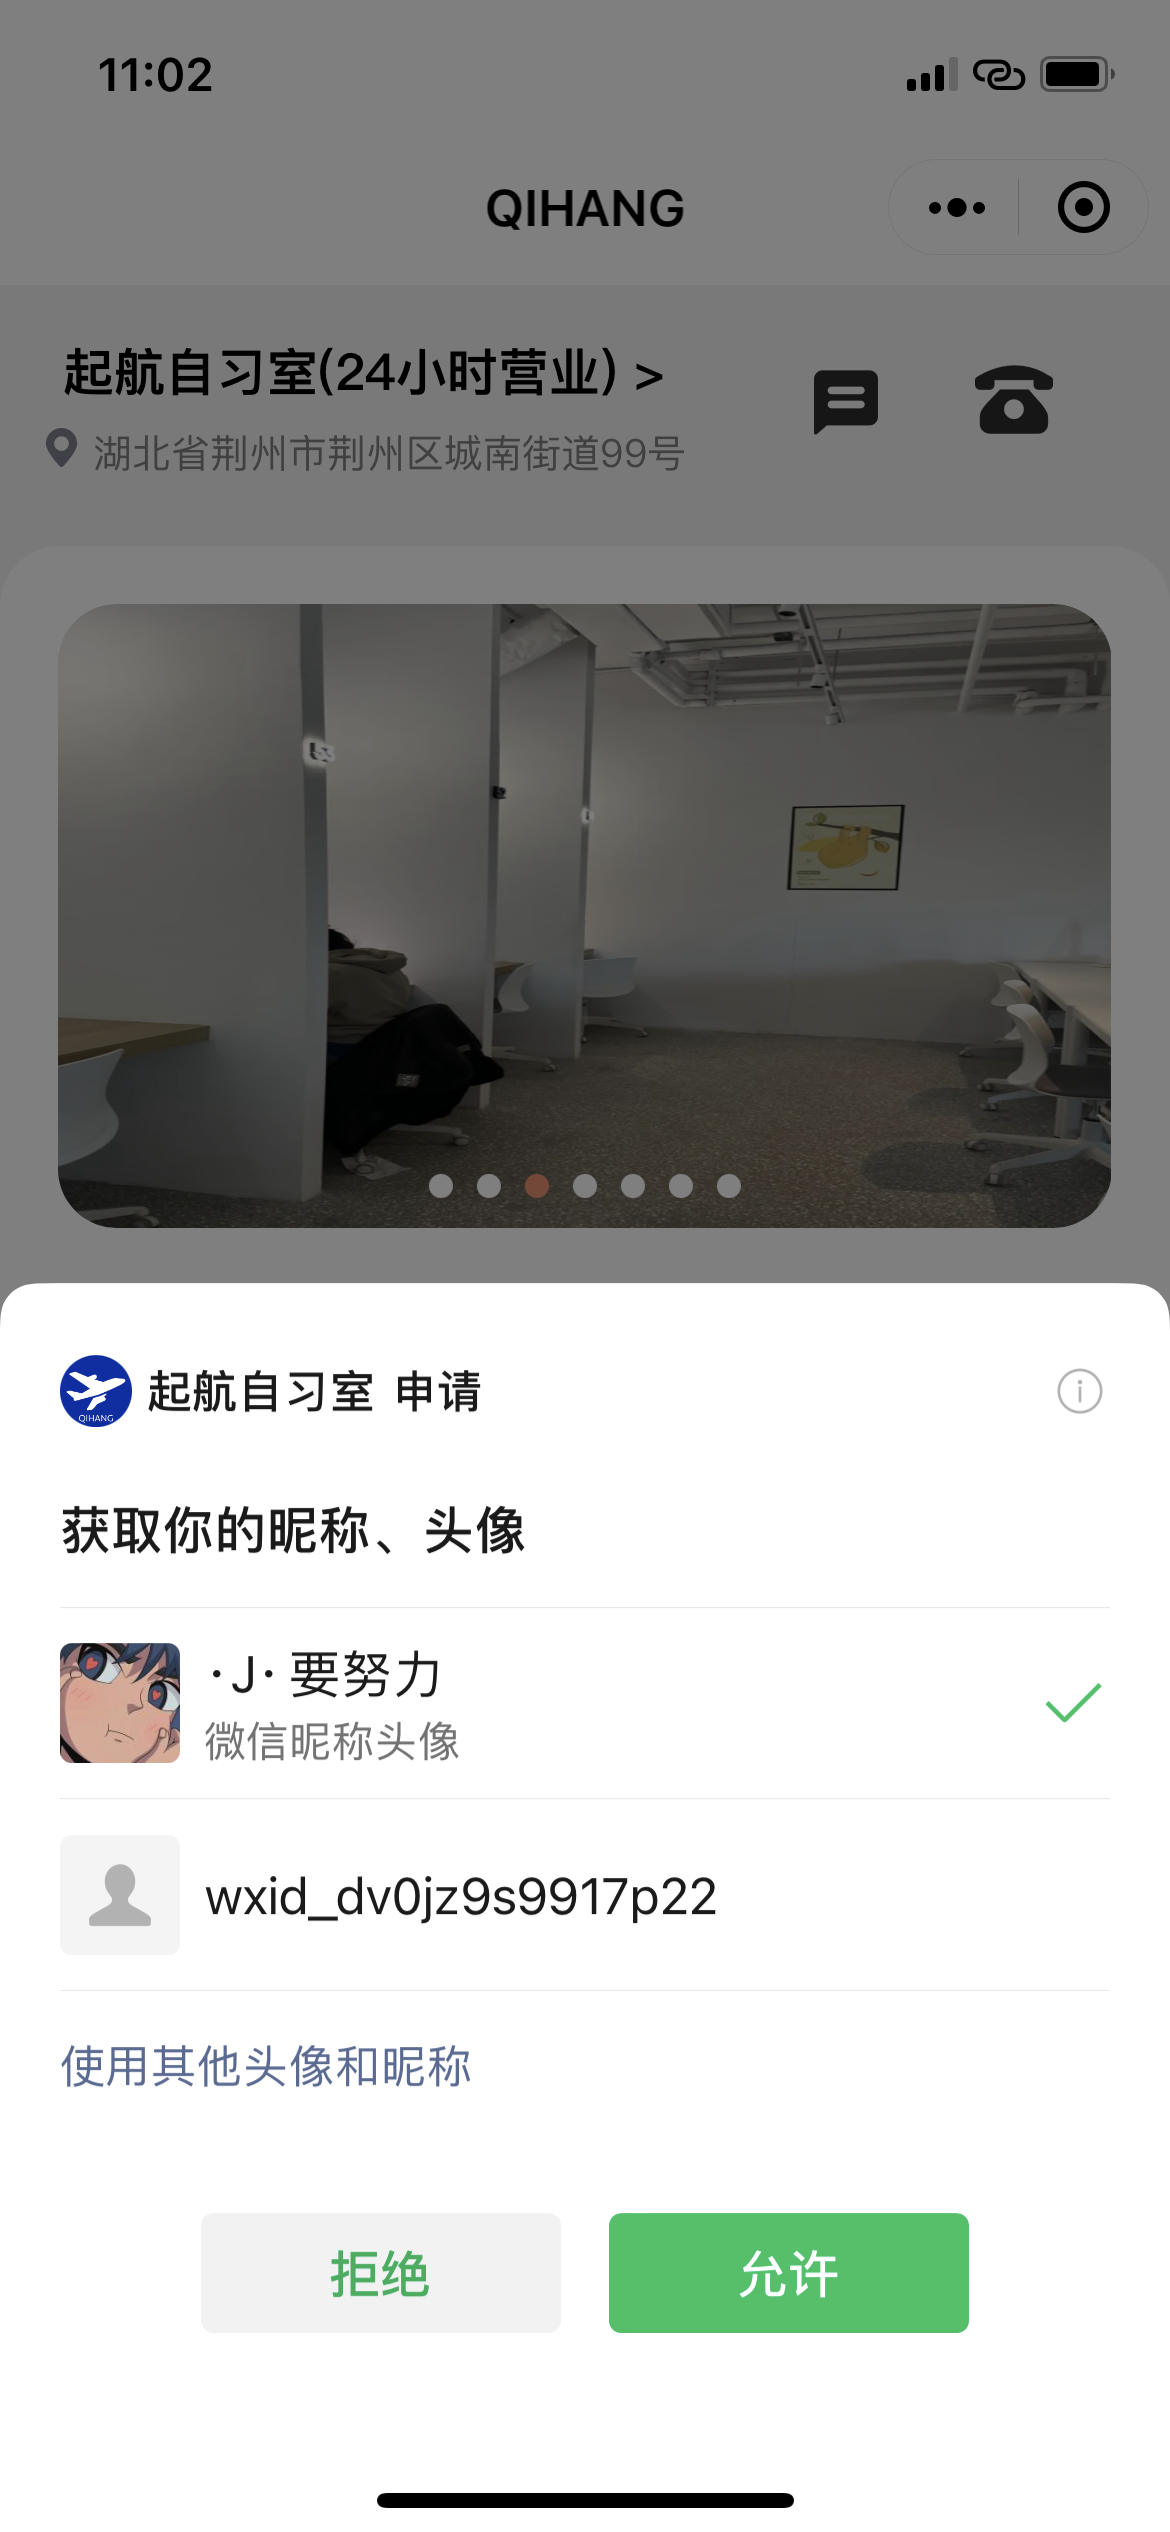 11:02
QIHANG
起航自习室(24小时营业) >
湖北省荆州市荆州区城南街道99号
QIHANG
起航自习室 申请
获取你的昵称、头像
·J· 要努力
微信昵称头像
wxid_dv0jz9s9917p22
使用其他头像和昵称
拒绝
允许